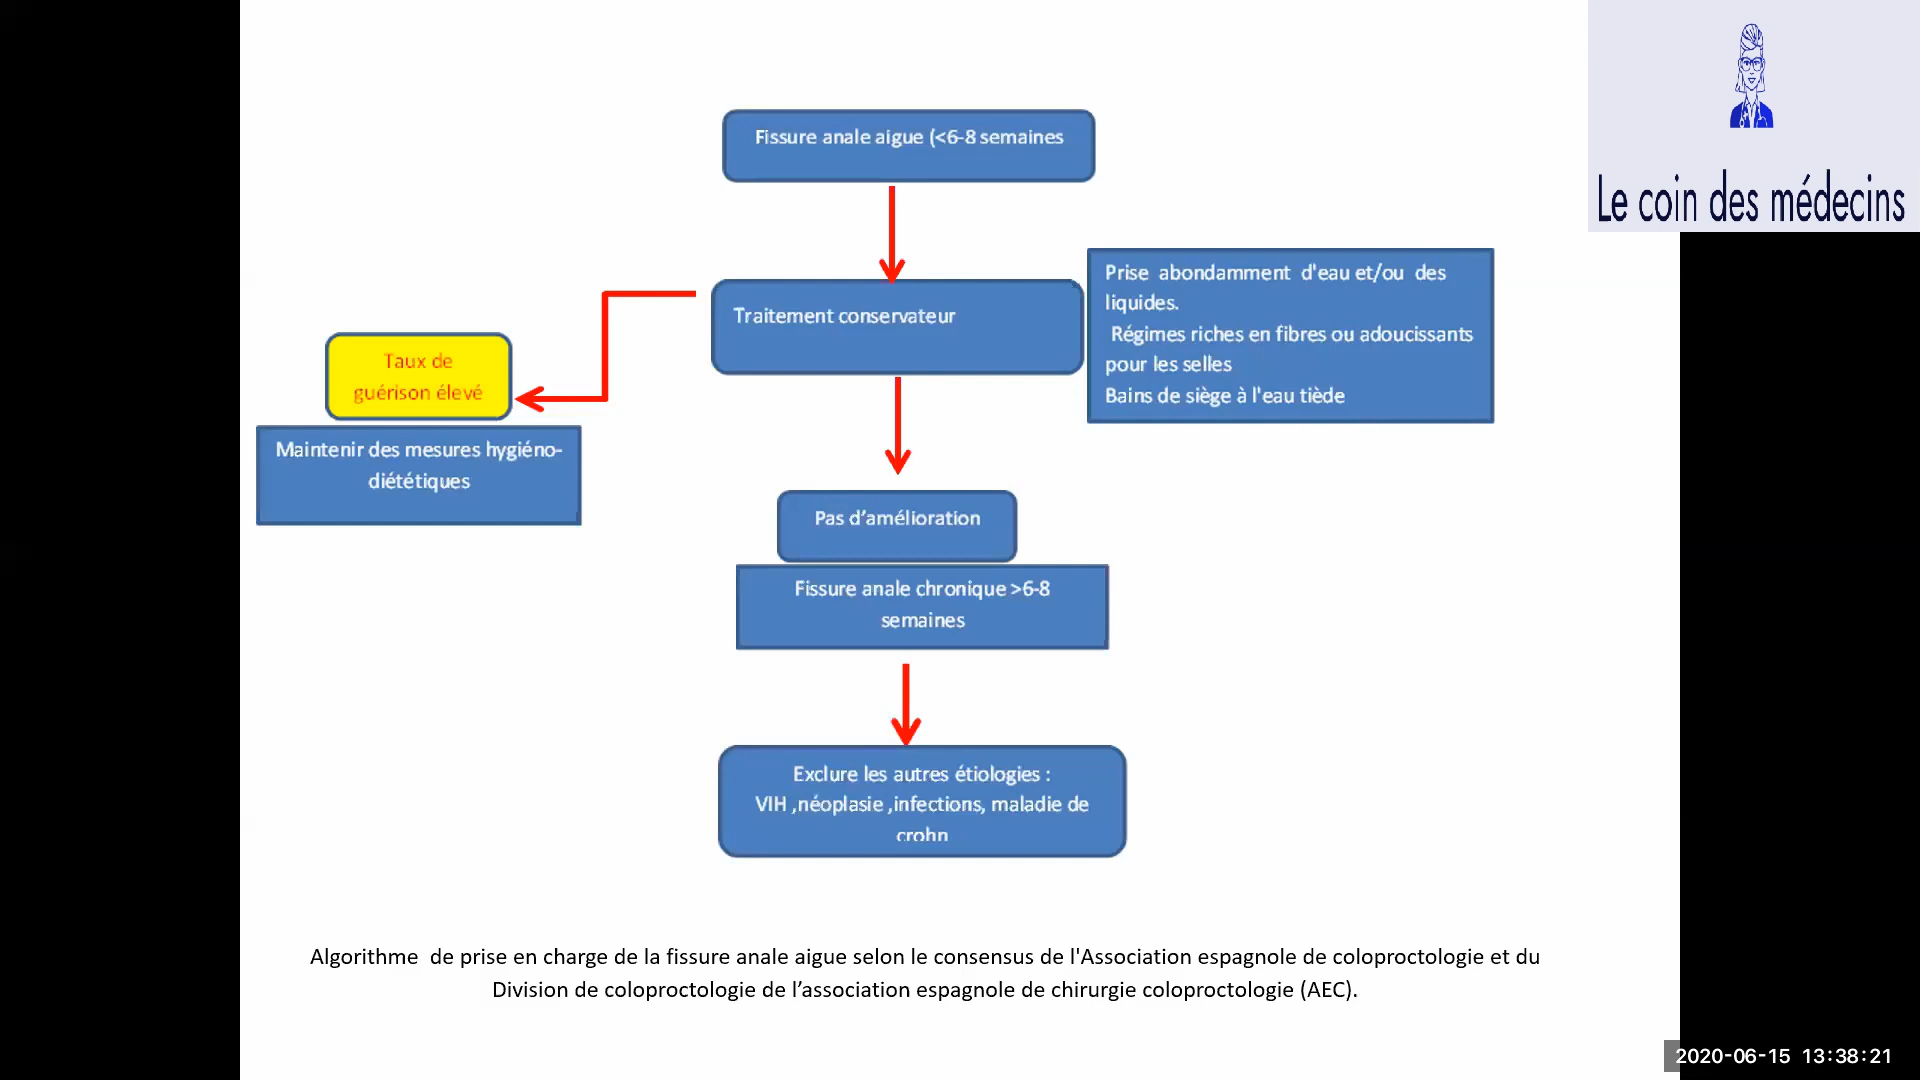 Le coin des médecins
Fissure anale aigue (<6-8 semaines
Traitement conservateur
Prise abondamment d'eau et/ou des
liquides.
Régimes riches en fibres ou adoucissants
pour les selles
Bains de siège à l'eau tiède
Taux de
guérison élevé
Maintenir des mesures hygiéno-
diététiques
Pas d’amélioration
Fissure anale chronique >6-8
semaines
Exclure les autres étiologies :
VIH ,néoplasie ,infections, maladie de
crohn
Algorithme de prise en charge de la fissure anale aigue selon le consensus de l'Association espagnole de coloproctologie et du
Division de coloproctologie de l’association espagnole de chirurgie coloproctologie (AEC).
2020-06-15 13:38:21